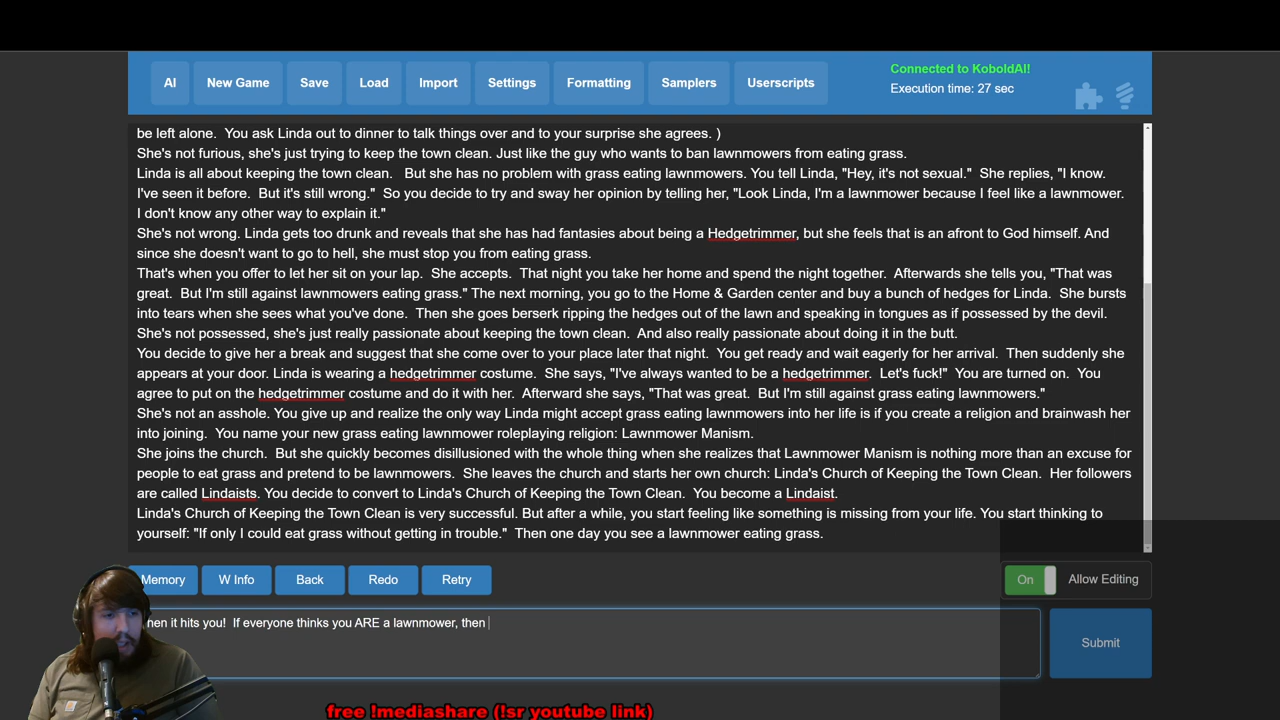 AI
New Game
Save
Load
Import
Settings
Formatting
Samplers
Userscripts
Connected to KoboldAI!
Execution time: 27 sec
be left alone.  You ask Linda out to dinner to talk things over and to your surprise she agrees. )
She's not furious, she's just trying to keep the town clean. Just like the guy who wants to ban lawnmowers from eating grass.
Linda is all about keeping the town clean.   But she has no problem with grass eating lawnmowers. You tell Linda, "Hey, it's not sexual."  She replies, "I know.
I've seen it before.  But it's still wrong."  So you decide to try and sway her opinion by telling her, "Look Linda, I'm a lawnmower because I feel like a lawnmower.
I don't know any other way to explain it."
She's not wrong. Linda gets too drunk and reveals that she has had fantasies about being a Hedgetrimmer, but she feels that is an afront to God himself. And
since she doesn't want to go to hell, she must stop you from eating grass.
That's when you offer to let her sit on your lap.  She accepts.  That night you take her home and spend the night together.  Afterwards she tells you, "That was
great.  But I'm still against lawnmowers eating grass." The next morning, you go to the Home & Garden center and buy a bunch of hedges for Linda.  She bursts
into tears when she sees what you've done.  Then she goes berserk ripping the hedges out of the lawn and speaking in tongues as if possessed by the devil.
She's not possessed, she's just really passionate about keeping the town clean.  And also really passionate about doing it in the butt.
You decide to give her a break and suggest that she come over to your place later that night.  You get ready and wait eagerly for her arrival.  Then suddenly she
appears at your door. Linda is wearing a hedgetrimmer costume.  She says, "I've always wanted to be a hedgetrimmer.  Let's fuck!"  You are turned on.  You
agree to put on the hedgetrimmer costume and do it with her.  Afterward she says, "That was great.  But I'm still against grass eating lawnmowers."
She's not an asshole. You give up and realize the only way Linda might accept grass eating lawnmowers into her life is if you create a religion and brainwash her
into joining.  You name your new grass eating lawnmower roleplaying religion: Lawnmower Manism.
She joins the church.  But she quickly becomes disillusioned with the whole thing when she realizes that Lawnmower Manism is nothing more than an excuse for
people to eat grass and pretend to be lawnmowers.  She leaves the church and starts her own church: Linda's Church of Keeping the Town Clean.  Her followers
are called Lindaists. You decide to convert to Linda's Church of Keeping the Town Clean.  You become a Lindaist.
Linda's Church of Keeping the Town Clean is very successful. But after a while, you start feeling like something is missing from your life. You start thinking to
yourself: "If only I could eat grass without getting in trouble."  Then one day you see a lawnmower eating grass.
Memory
W Info
Back
Redo
Retry
On
Allow Editing
hen it hits you!  If everyone thinks you ARE a lawnmower, then
Submit
free !mediashare (!sr youtube link)